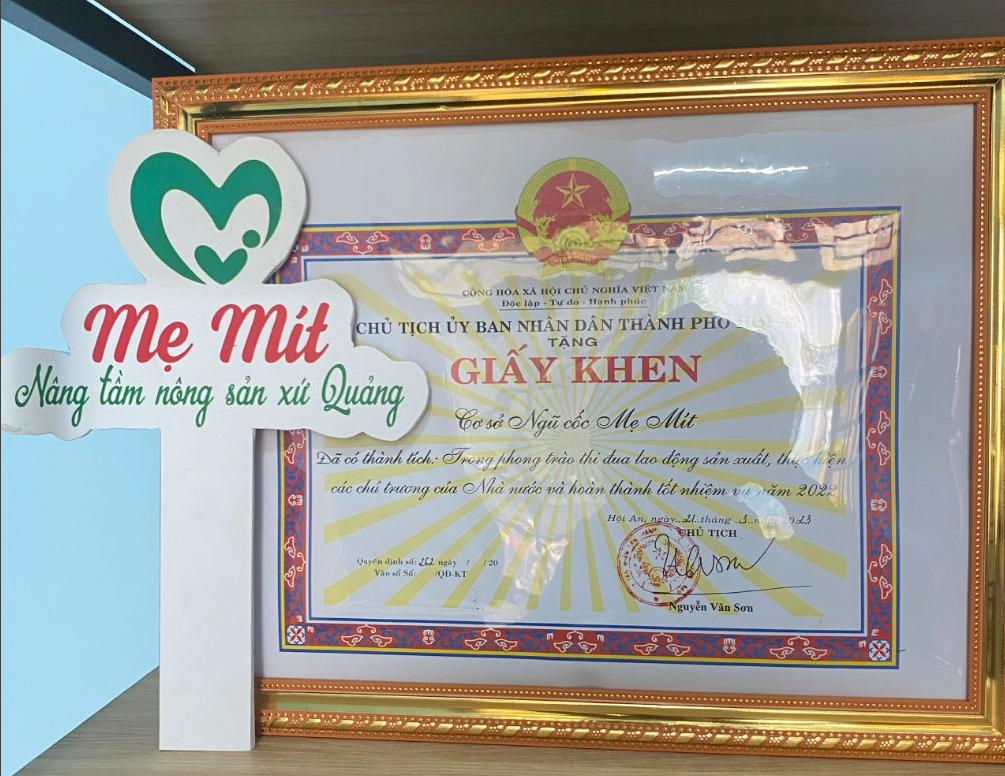 Mẹ Mít
Nâng tầm nông sản xứ Quảng
CỘNG HÒA XÃ HỘI CHỦ NGHĨA VIỆT NAM
Độc lập - Tự do - Hạnh phúc
CHỦ TỊCH ỦY BAN NHÂN DÂN THÀNH PHỐ
TẶNG
GIẤY KHEN
Cơ sở Ngũ cốc Mẹ Mít
Đã có thành tích: Trong phong trào thi đua lao động sản xuất, thực hiện
các chủ trương của Nhà nước và hoàn thành tốt nhiệm vụ năm 2022
Hội An, ngày 21 tháng 3 năm 2023
CHỦ TỊCH
Quyết định số: 262 ngày / /20
Vào sổ Số: /QĐ-KT
Nguyễn Văn Sơn